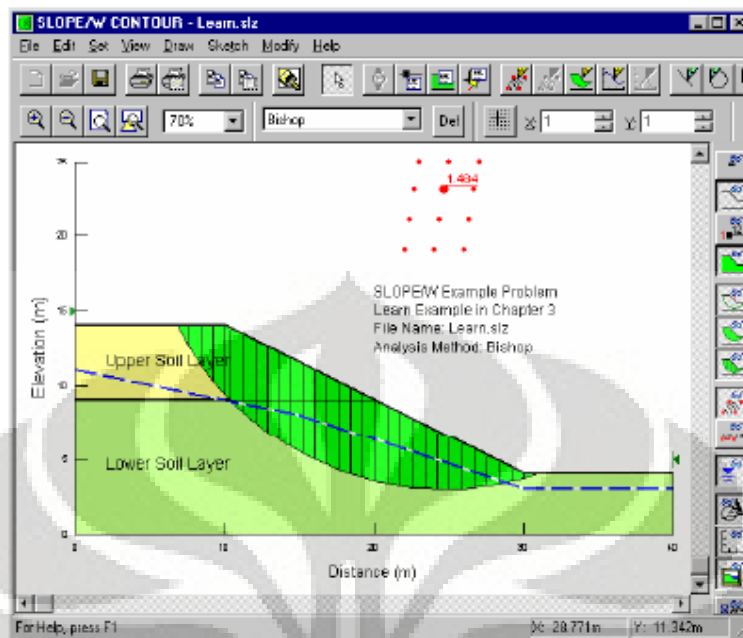 SLOPE/W CONTOUR - Learn.slz
File Edit Set View Draw Sketch Modify Help
70% Bishop Del X: 1 Y: 1
25
20
15
10
5
0
Elevation (m)
1.484
SLOPE/W Example Problem
Learn Example in Chapter 3
File Name: Learn.slz
Analysis Method: Bishop
Upper Soil Layer
Lower Soil Layer
0 10 20 30 40
Distance (m)
For Help, press F1 X: 28.771m Y: 11.342m